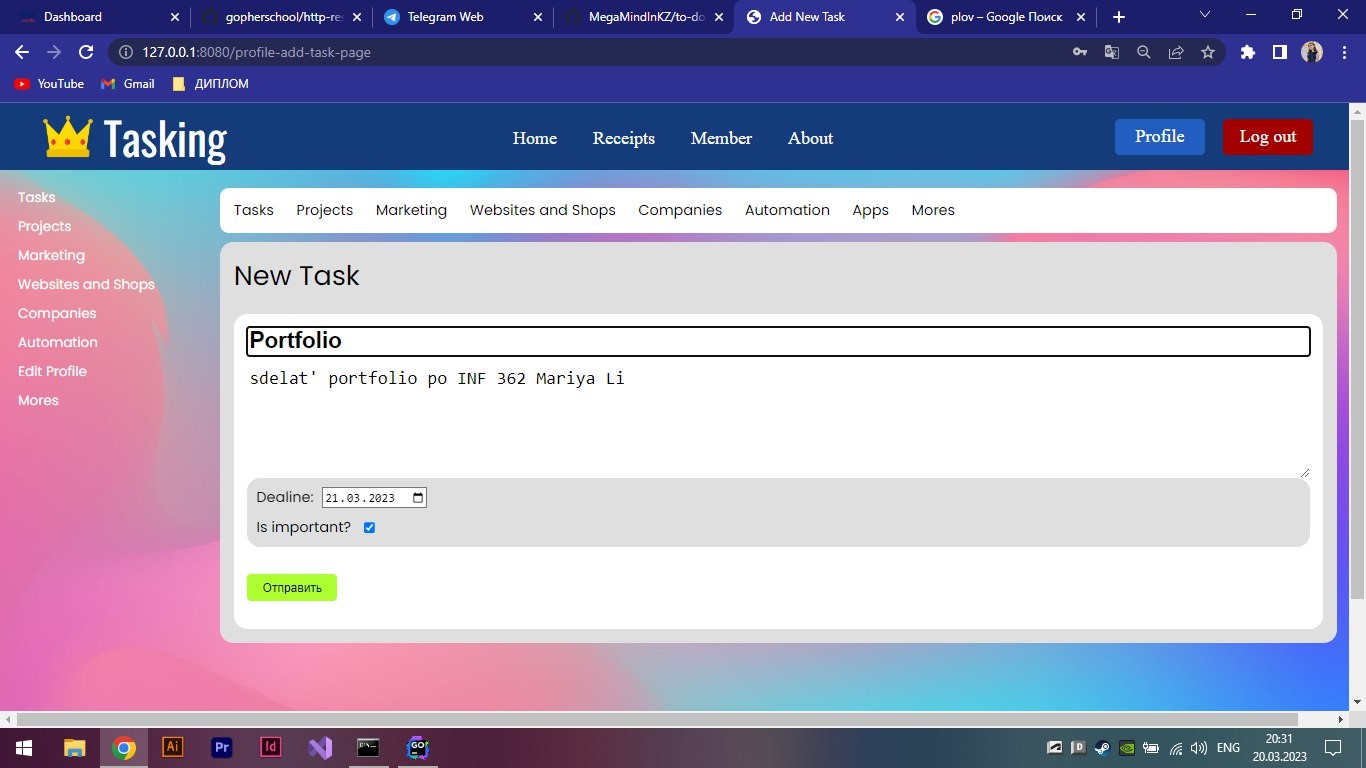 Dashboard
gopherschool/http-res
Telegram Web
MegaMindInKZ/to-do
Add New Task
plov – Google Поиск
127.0.0.1:8080/profile-add-task-page
YouTube
Gmail
ДИПЛОМ
Tasking
Home
Receipts
Member
About
Profile
Log out
Tasks
Projects
Marketing
Websites and Shops
Companies
Automation
Edit Profile
Mores
Tasks Projects Marketing Websites and Shops Companies Automation Apps Mores
New Task
Portfolio
sdelat' portfolio po INF 362 Mariya Li
Dealine: 21.03.2023
Is important?
Отправить
Ai
Pr
Id
GO
ENG
20:31
20.03.2023